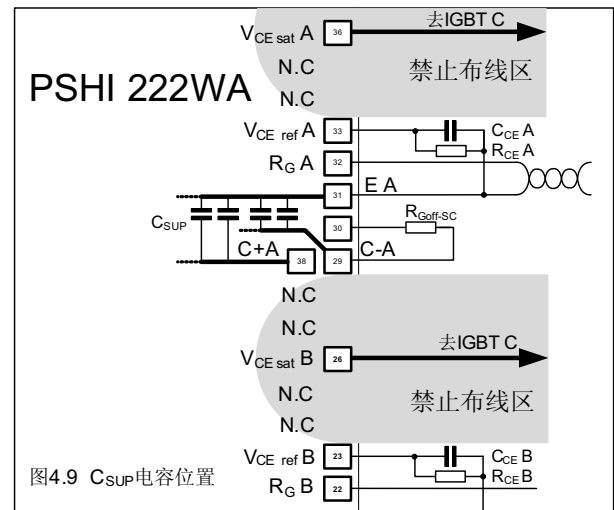 V_CE sat A 36 去IGBT C
N.C 禁止布线区
PSHI 222WA
N.C
V_CE ref A 33 C_CE A
R_CE A
R_G A 32
31 E A
C_SUP 30 R_Goff-SC
C+A 38 29 C-A
N.C
N.C
去IGBT C
V_CE sat B 26
N.C 禁止布线区
N.C
V_CE ref B 23 C_CE B
图4.9 C_SUP电容位置 R_CE B
R_G B 22